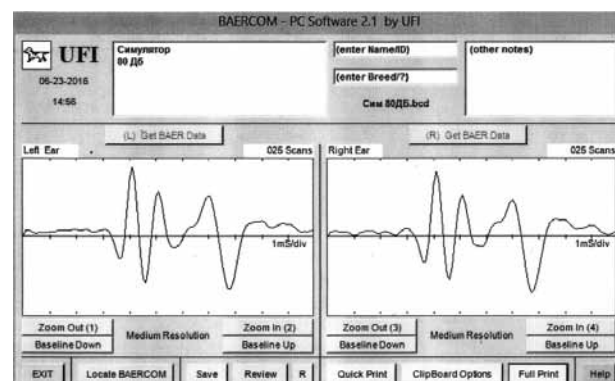 BAERCOM - PC Software 2.1 by UFI
UFI
06-23-2016
14:56
Симулятор
80 Дб
(enter Name/ID)
(enter Breed/?)
Сим 80ДБ.bcd
(other notes)
(L) Get BAER Data
(R) Get BAER Data
Left Ear
025 Scans
Right Ear
025 Scans
1mS/div
1mS/div
Zoom Out (1)
Baseline Down
Medium Resolution
Zoom In (2)
Baseline Up
Zoom Out (3)
Baseline Down
Medium Resolution
Zoom In (4)
Baseline Up
EXIT
Locate BAERCOM
Save
Review
R
Quick Print
ClipBoard Options
Full Print
Help